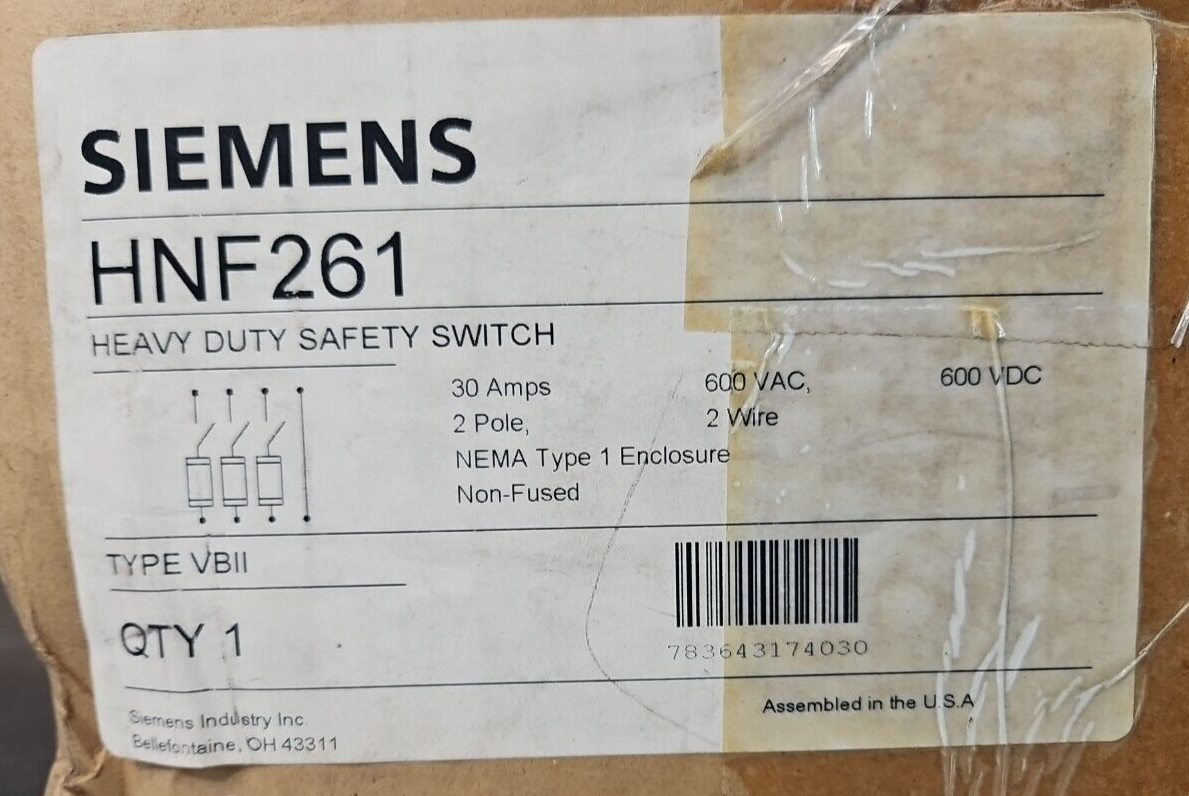 SIEMENS
HNF261
HEAVY DUTY SAFETY SWITCH
30 Amps 600 VAC, 600 VDC
2 Pole, 2 Wire
NEMA Type 1 Enclosure
Non-Fused
TYPE VBII
QTY 1
783643174030
Siemens Industry Inc
Bellefontaine, OH 43311
Assembled in the U.S.A